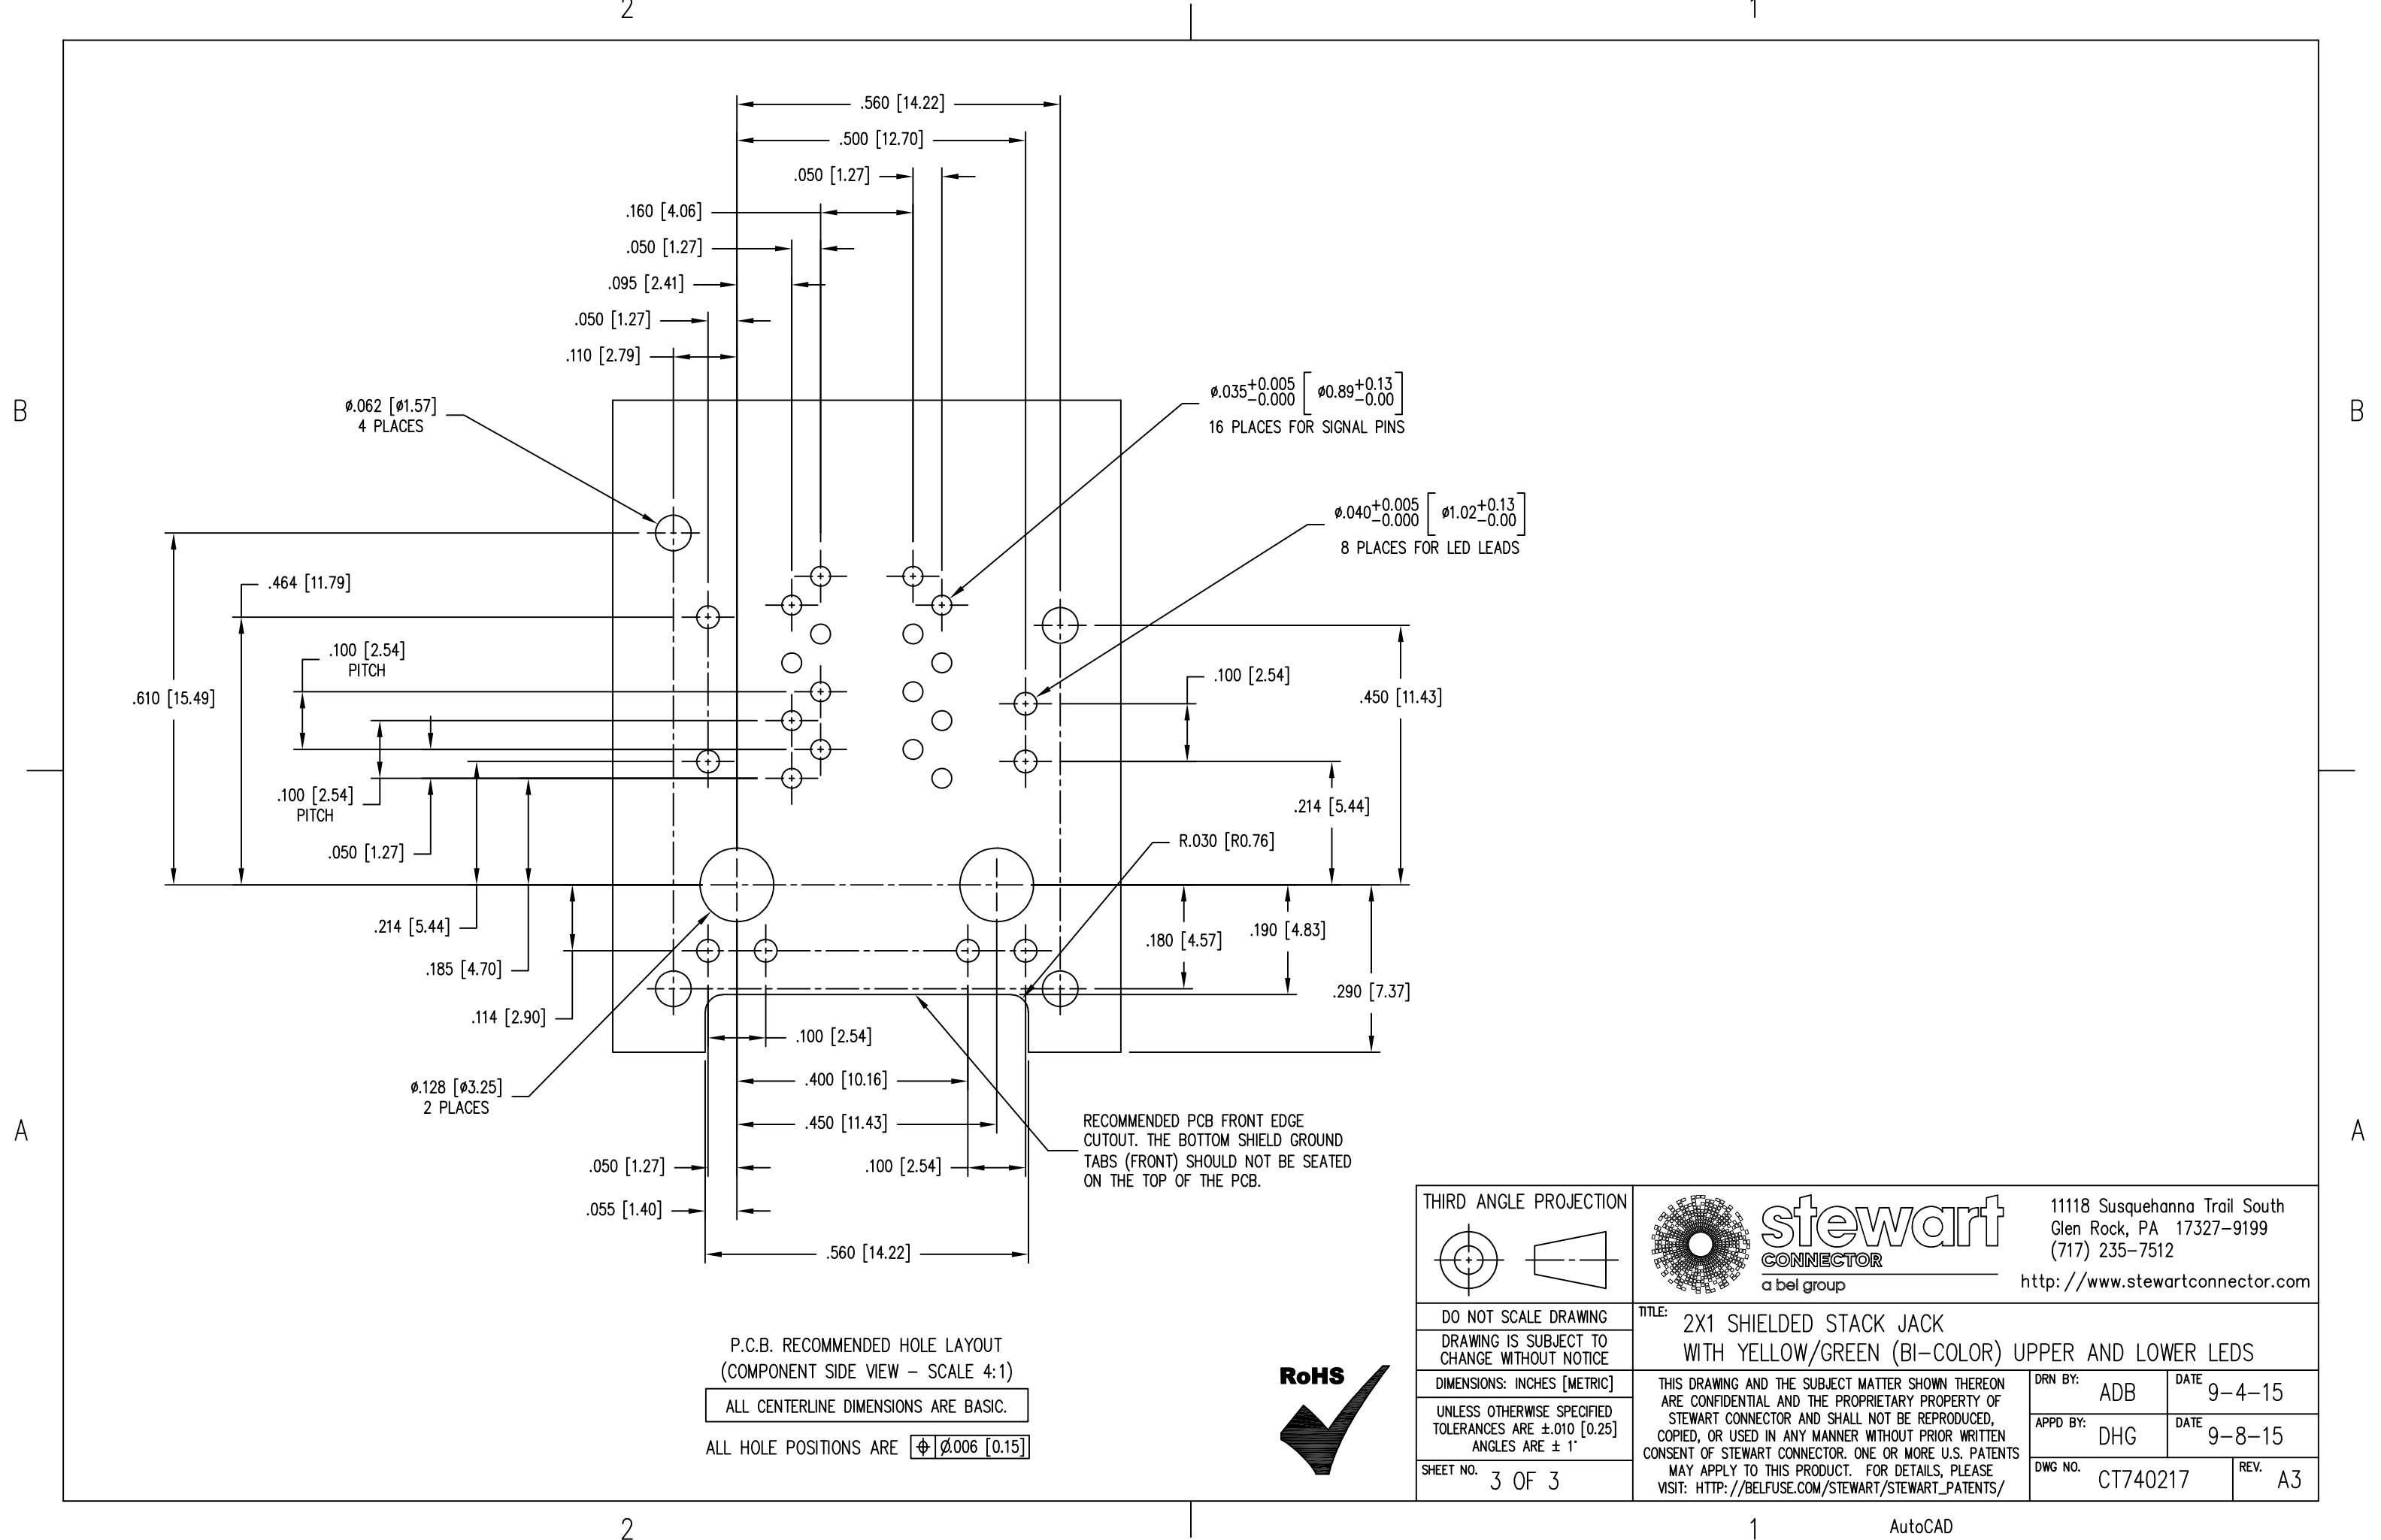 2
1
.560 [14.22]
.500 [12.70]
.050 [1.27]
.160 [4.06]
.050 [1.27]
.095 [2.41]
.050 [1.27]
.110 [2.79]
B
B
ø.062 [ø1.57]
4 PLACES
ø.035+0.005 -0.000 [ø0.89+0.13 -0.00]
16 PLACES FOR SIGNAL PINS
ø.040+0.005 -0.000 [ø1.02+0.13 -0.00]
8 PLACES FOR LED LEADS
.464 [11.79]
.100 [2.54]
PITCH
.610 [15.49]
.100 [2.54]
.450 [11.43]
.100 [2.54]
PITCH
.214 [5.44]
.050 [1.27]
R.030 [R0.76]
.214 [5.44]
.185 [4.70]
.114 [2.90]
.180 [4.57]
.190 [4.83]
.290 [7.37]
.100 [2.54]
ø.128 [ø3.25]
2 PLACES
.400 [10.16]
.450 [11.43]
.050 [1.27]
.100 [2.54]
.055 [1.40]
.560 [14.22]
A
A
RECOMMENDED PCB FRONT EDGE
CUTOUT. THE BOTTOM SHIELD GROUND
TABS (FRONT) SHOULD NOT BE SEATED
ON THE TOP OF THE PCB.
P.C.B. RECOMMENDED HOLE LAYOUT
(COMPONENT SIDE VIEW – SCALE 4:1)
ALL CENTERLINE DIMENSIONS ARE BASIC.
ALL HOLE POSITIONS ARE ⌖ Ø.006 [0.15]
RoHS
THIRD ANGLE PROJECTION
DO NOT SCALE DRAWING
DRAWING IS SUBJECT TO
CHANGE WITHOUT NOTICE
DIMENSIONS: INCHES [METRIC]
UNLESS OTHERWISE SPECIFIED
TOLERANCES ARE ±.010 [0.25]
ANGLES ARE ± 1°
SHEET NO. 3 OF 3
stewart
CONNECTOR
a bel group
11118 Susquehanna Trail South
Glen Rock, PA 17327-9199
(717) 235-7512
http://www.stewartconnector.com
TITLE: 2X1 SHIELDED STACK JACK
WITH YELLOW/GREEN (BI-COLOR) UPPER AND LOWER LEDS
THIS DRAWING AND THE SUBJECT MATTER SHOWN THEREON
ARE CONFIDENTIAL AND THE PROPRIETARY PROPERTY OF
STEWART CONNECTOR AND SHALL NOT BE REPRODUCED,
COPIED, OR USED IN ANY MANNER WITHOUT PRIOR WRITTEN
CONSENT OF STEWART CONNECTOR. ONE OR MORE U.S. PATENTS
MAY APPLY TO THIS PRODUCT. FOR DETAILS, PLEASE
VISIT: HTTP://BELFUSE.COM/STEWART/STEWART_PATENTS/
DRN BY: ADB
DATE 9-4-15
APPD BY: DHG
DATE 9-8-15
DWG NO. CT740217
REV. A3
2
1
AutoCAD